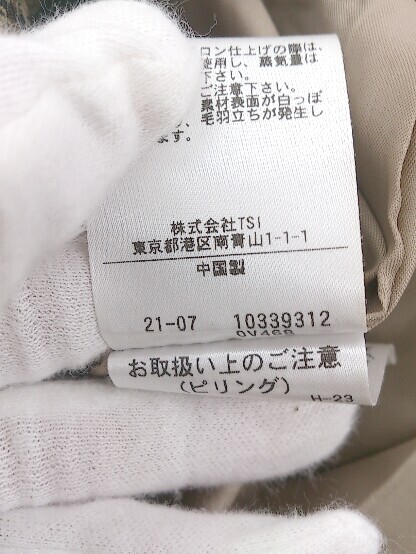 ロン仕上げの際は、
使用し、蒸気量は
下さい。
ご注意下さい。
素材表面が白っぽ
毛羽立ちが発生し
ます。
株式会社TSI
東京都港区南青山1-1-1
中国製
21-07 10339312
0V468
お取扱い上のご注意
(ピリング)
H-23